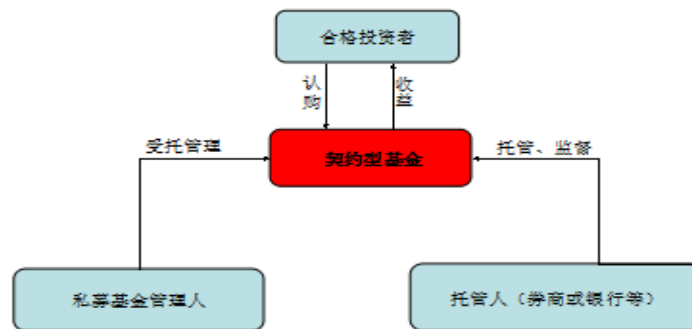 合格投资者
认购
收益
受托管理
契约型基金
托管、监督
私募基金管理人
托管人（券商或银行等）